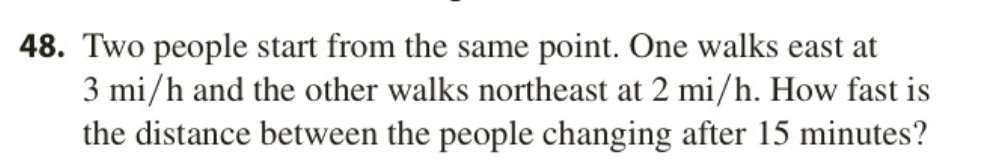 48. Two people start from the same point. One walks east at
3 mi/h and the other walks northeast at 2 mi/h. How fast is
the distance between the people changing after 15 minutes?